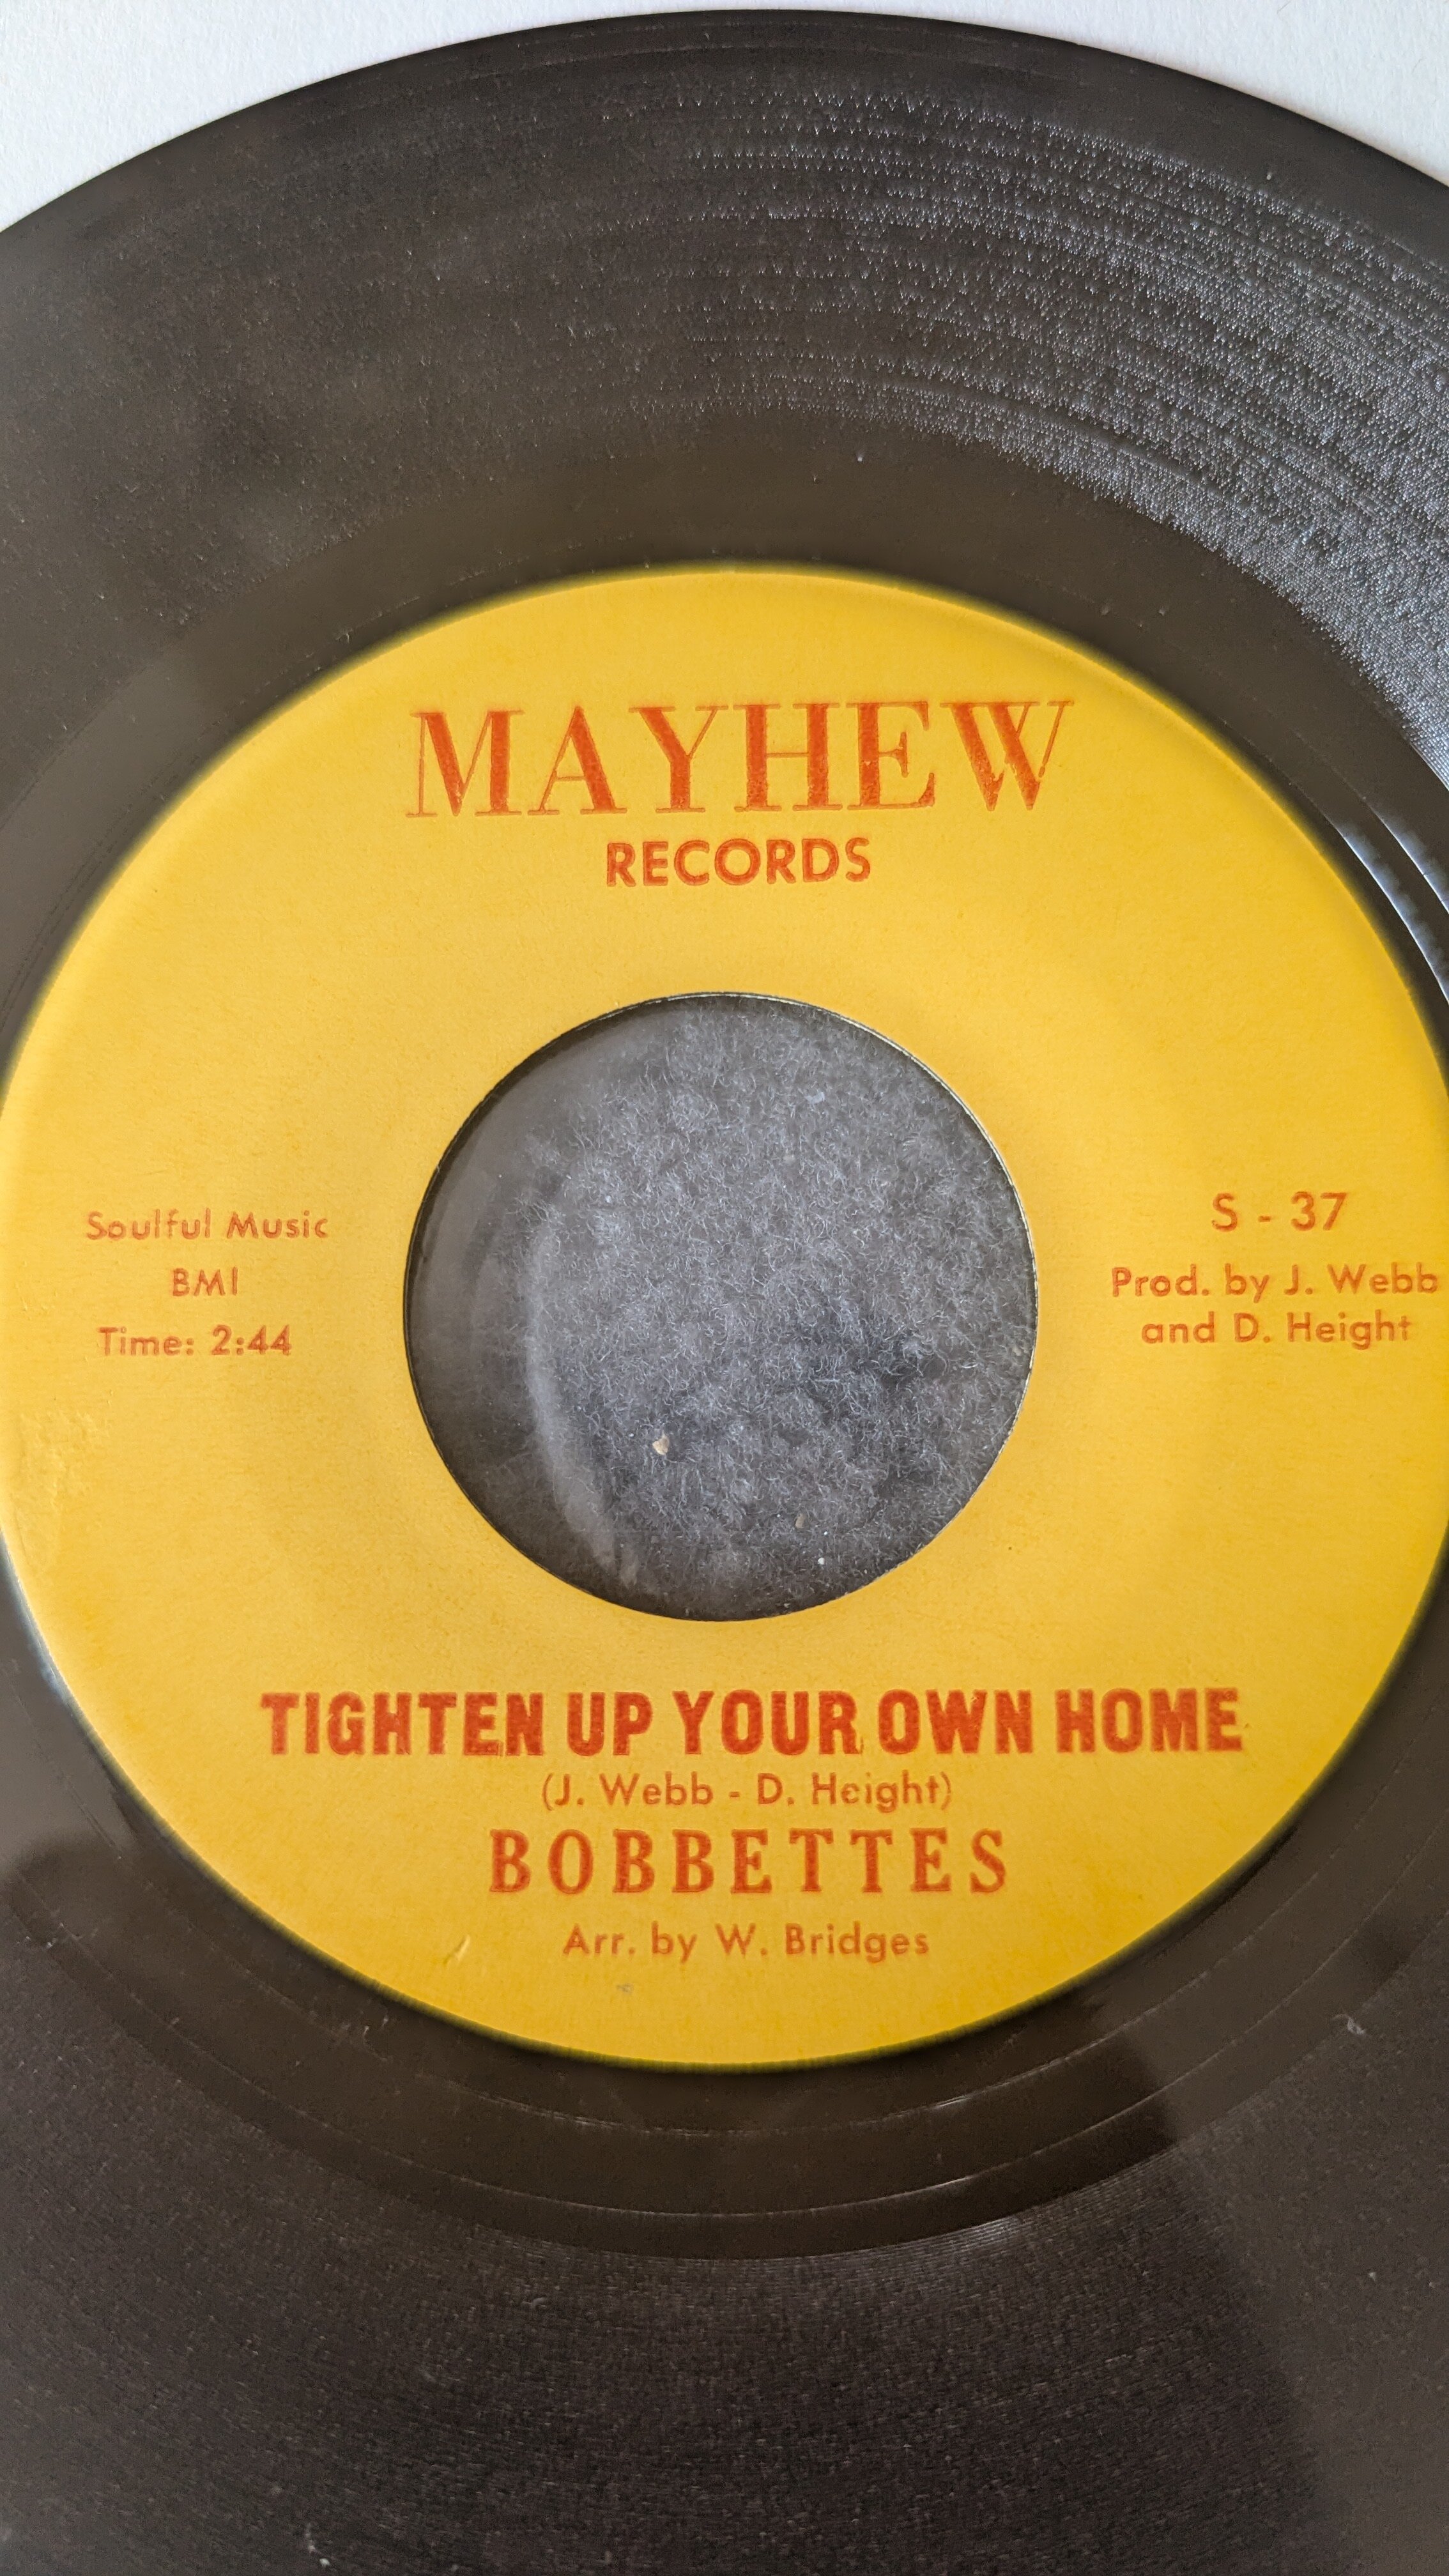 MAYHEW
RECORDS
Soulful Music
BMI
Time: 2:44
S - 37
Prod. by J. Webb
and D. Height
TIGHTEN UP YOUR OWN HOME
(J. Webb - D. Height)
BOBBETTES
Arr. by W. Bridges